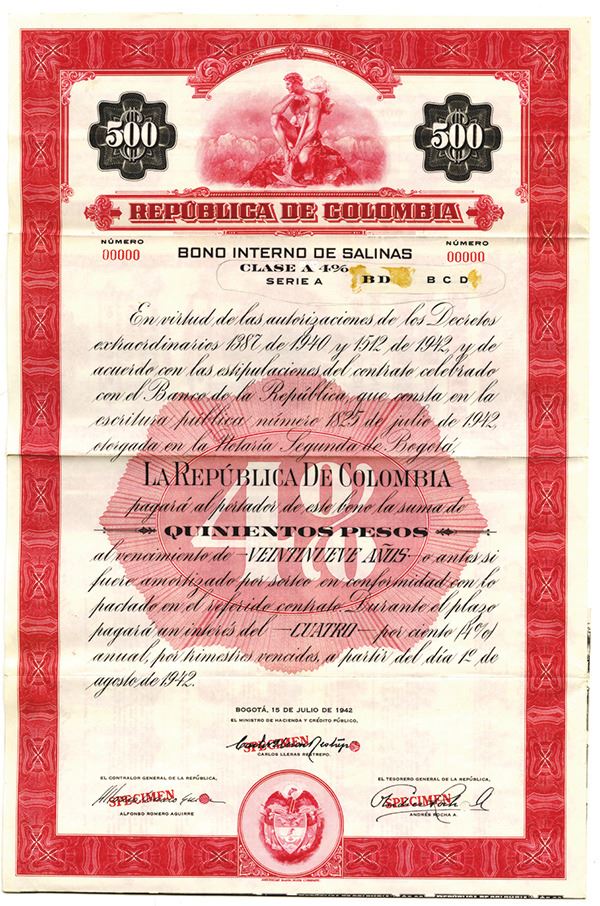 500 500
REPÚBLICA DE COLOMBIA
NÚMERO NÚMERO
00000 00000
BONO INTERNO DE SALINAS
CLASE A 4%
SERIE A BD BCD
En virtud de las autorizaciones de los Decretos
extraordinarios 1387 de 1940 y 1512 de 1942, y de
acuerdo con las estipulaciones del contrato celebrado
con el Banco de la República, que consta en la
escritura pública número 1825 de julio de 1942,
otorgada en la Notaría Segunda de Bogotá,
LA REPÚBLICA DE COLOMBIA
pagará al portador de este bono la suma de
QUINIENTOS PESOS
al vencimiento de VEINTINUEVE AÑOS o antes si
fuere amortizado por sorteo en conformidad con lo
pactado en el referido contrato. Durante el plazo
pagará un interés del CUATRO por ciento (4%)
anual, por trimestres vencidos, a partir del día 1º de
agosto de 1942.
4%
BOGOTÁ, 15 DE JULIO DE 1942
EL MINISTRO DE HACIENDA Y CRÉDITO PÚBLICO,
SPECIMEN
CARLOS LLERAS RESTREPO.
EL CONTRALOR GENERAL DE LA REPÚBLICA, EL TESORERO GENERAL DE LA REPÚBLICA,
SPECIMEN SPECIMEN
ALFONSO ROMERO AGUIRRE ANDRÉS ROCHA A.
AMERICAN BANK NOTE COMPANY.